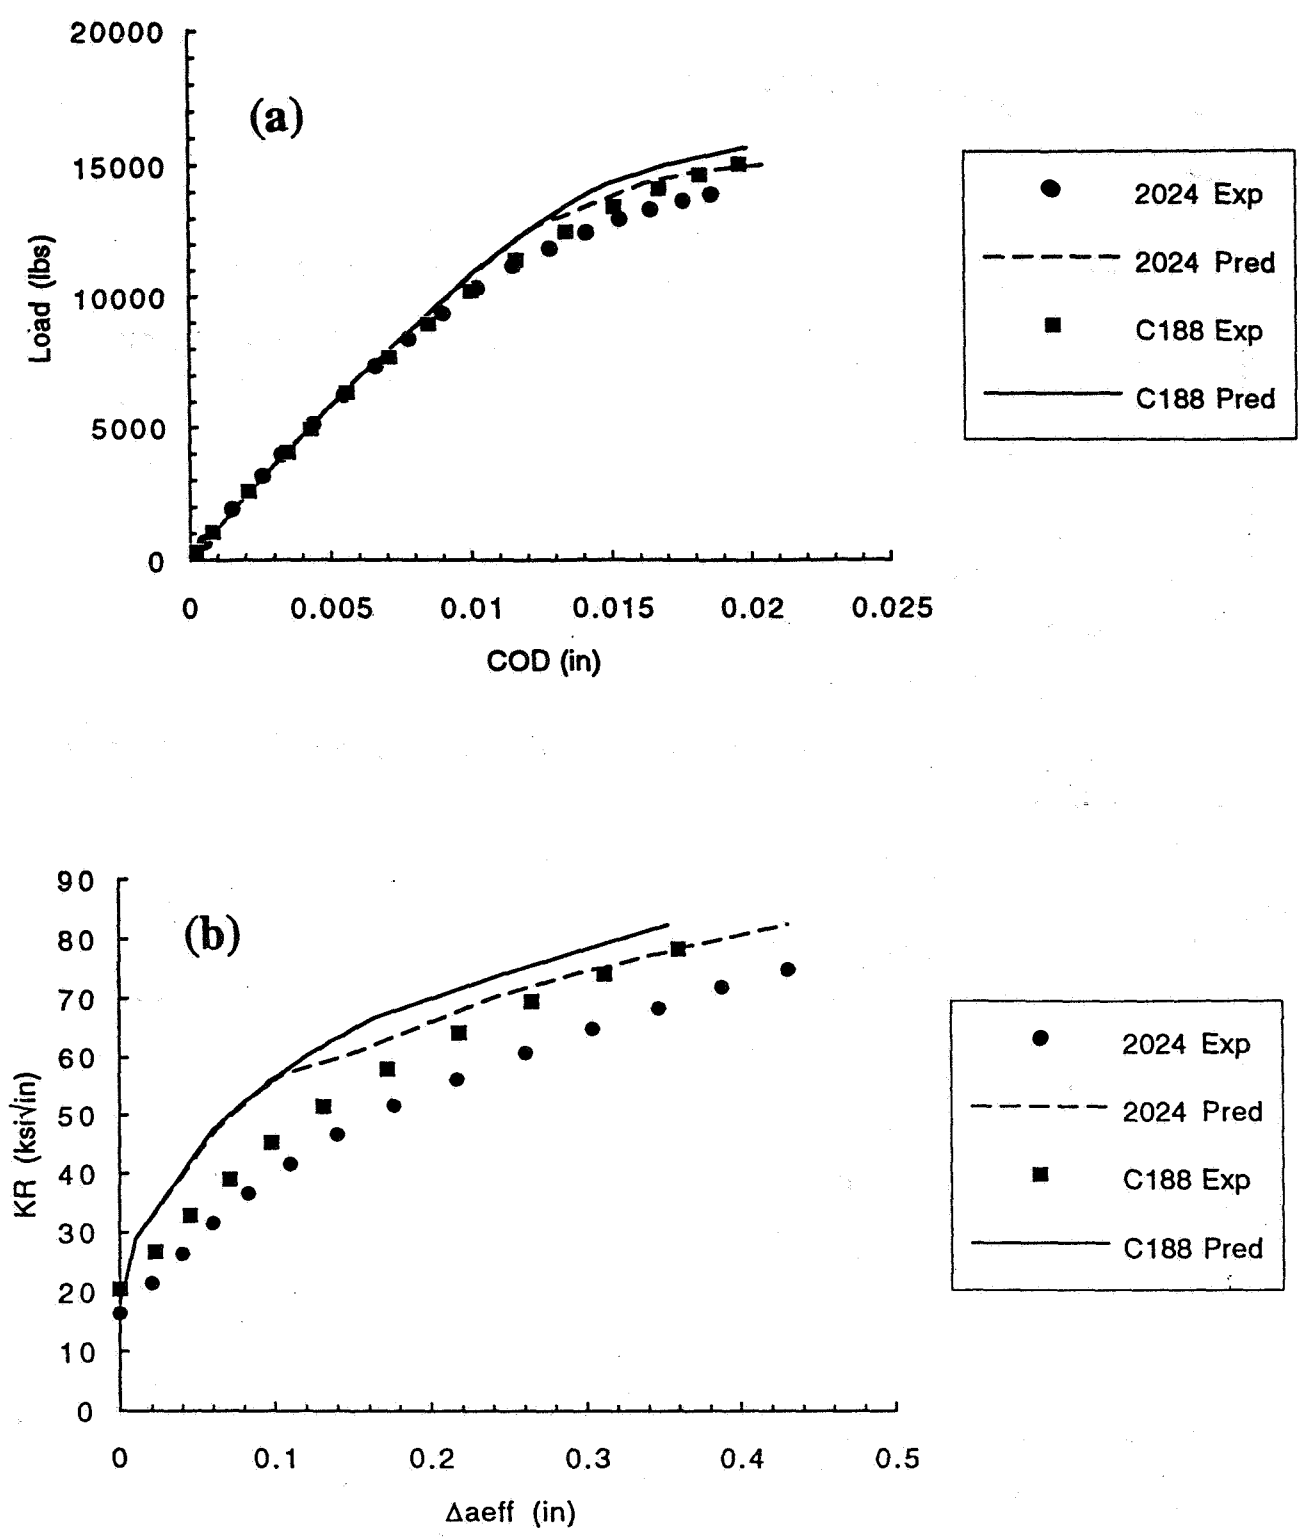 20000
(a)
15000
10000
5000
0
Load (lbs)
0 0.005 0.01 0.015 0.02 0.025
COD (in)
2024 Exp
2024 Pred
C188 Exp
C188 Pred
90
(b)
80
70
60
50
40
30
20
10
0
KR (ksi√in)
0 0.1 0.2 0.3 0.4 0.5
Δaeff (in)
2024 Exp
2024 Pred
C188 Exp
C188 Pred